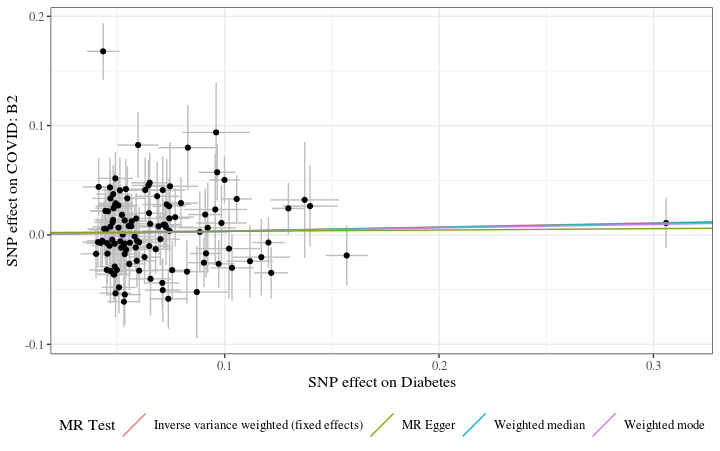 0.2
0.1
0.0
-0.1
SNP effect on COVID: B2
0.1
0.2
0.3
SNP effect on Diabetes
MR Test
Inverse variance weighted (fixed effects)
MR Egger
Weighted median
Weighted mode